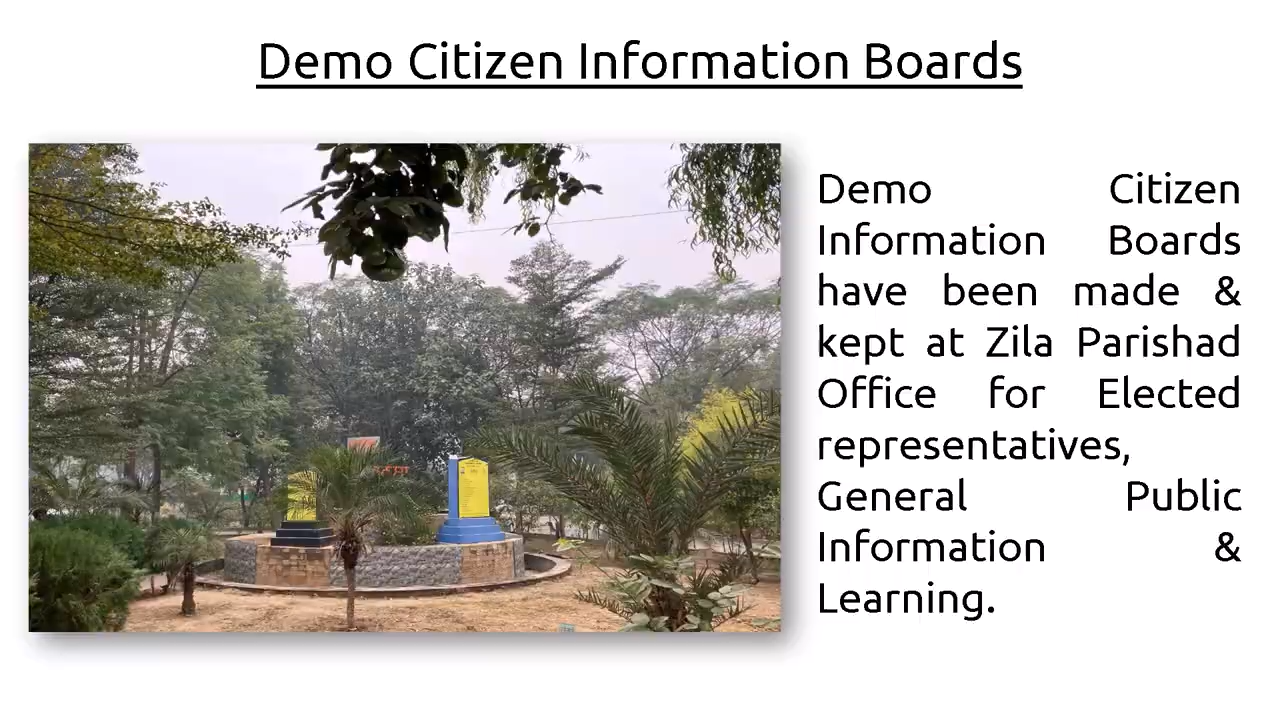 Demo Citizen Information Boards
Demo Citizen
Information Boards
have been made &
kept at Zila Parishad
Office for Elected
representatives,
General Public
Information &
Learning.